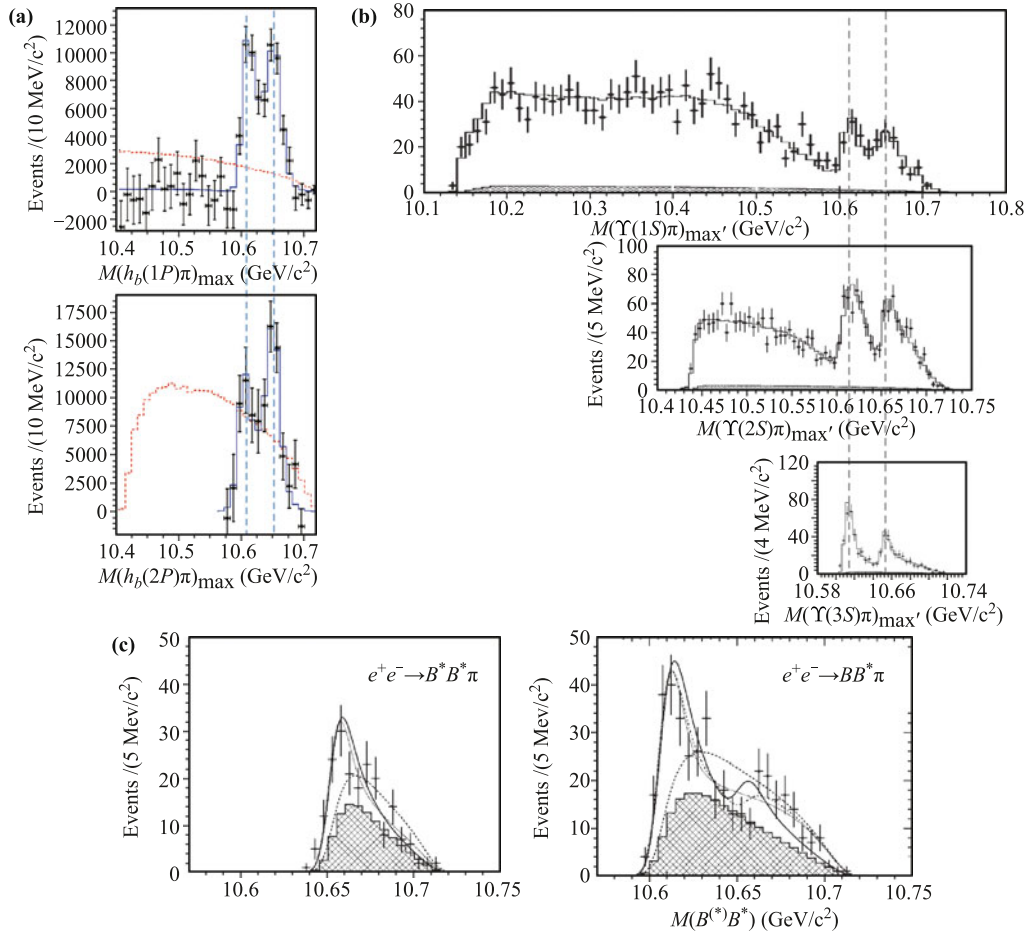 (a)
12000
10000
8000
6000
4000
2000
0
−2000
Events /(10 MeV/c²)
10.4 10.5 10.6 10.7
M(h_b(1P)π)max (GeV/c²)
17500
15000
12500
10000
7500
5000
2500
0
Events /(10 MeV/c²)
10.4 10.5 10.6 10.7
M(h_b(2P)π)max (GeV/c²)
(b)
80
60
40
20
0
Events /(10 MeV/c²)
10.1 10.2 10.3 10.4 10.5 10.6 10.7 10.8
M(ϒ(1S)π)max′ (GeV/c²)
100
80
60
40
20
0
Events /(5 MeV/c²)
10.4 10.45 10.5 10.55 10.6 10.65 10.7 10.75
M(ϒ(2S)π)max′ (GeV/c²)
120
80
40
0
Events /(4 MeV/c²)
10.58 10.66 10.74
M(ϒ(3S)π)max′ (GeV/c²)
(c)
50
40
30
20
10
0
Events /(5 Mev/c²)
e⁺e⁻→B*B*π
10.6 10.65 10.7 10.75
50
40
30
20
10
0
Events /(5 Mev/c²)
e⁺e⁻→BB*π
10.6 10.65 10.7 10.75
M(B⁽*⁾B*) (GeV/c²)